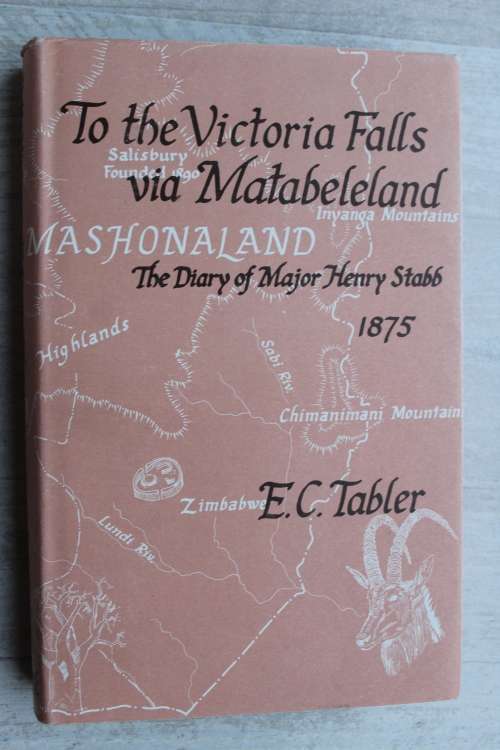 To the Victoria Falls
Salisbury
Founded 1890
via Matabeleland
Inyanga Mountains
MASHONALAND
The Diary of Major Henry Stabb
1875
Highlands
Sabi Riv.
Chimanimani Mountain
Zimbabwe
E.C. Tabler
Lundi Riv.